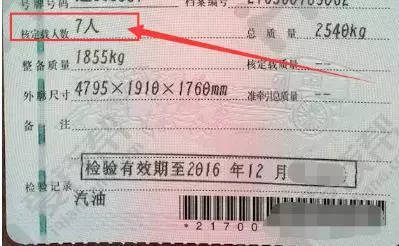 号牌号码 档案编号
核定载人数 7人 总质量 2540kg
整备质量 1855kg 核定载质量
外廓尺寸 4795×1910×1760mm 准牵引总质量
备注
检验有效期至2016年12月
检验记录
汽油
*21700